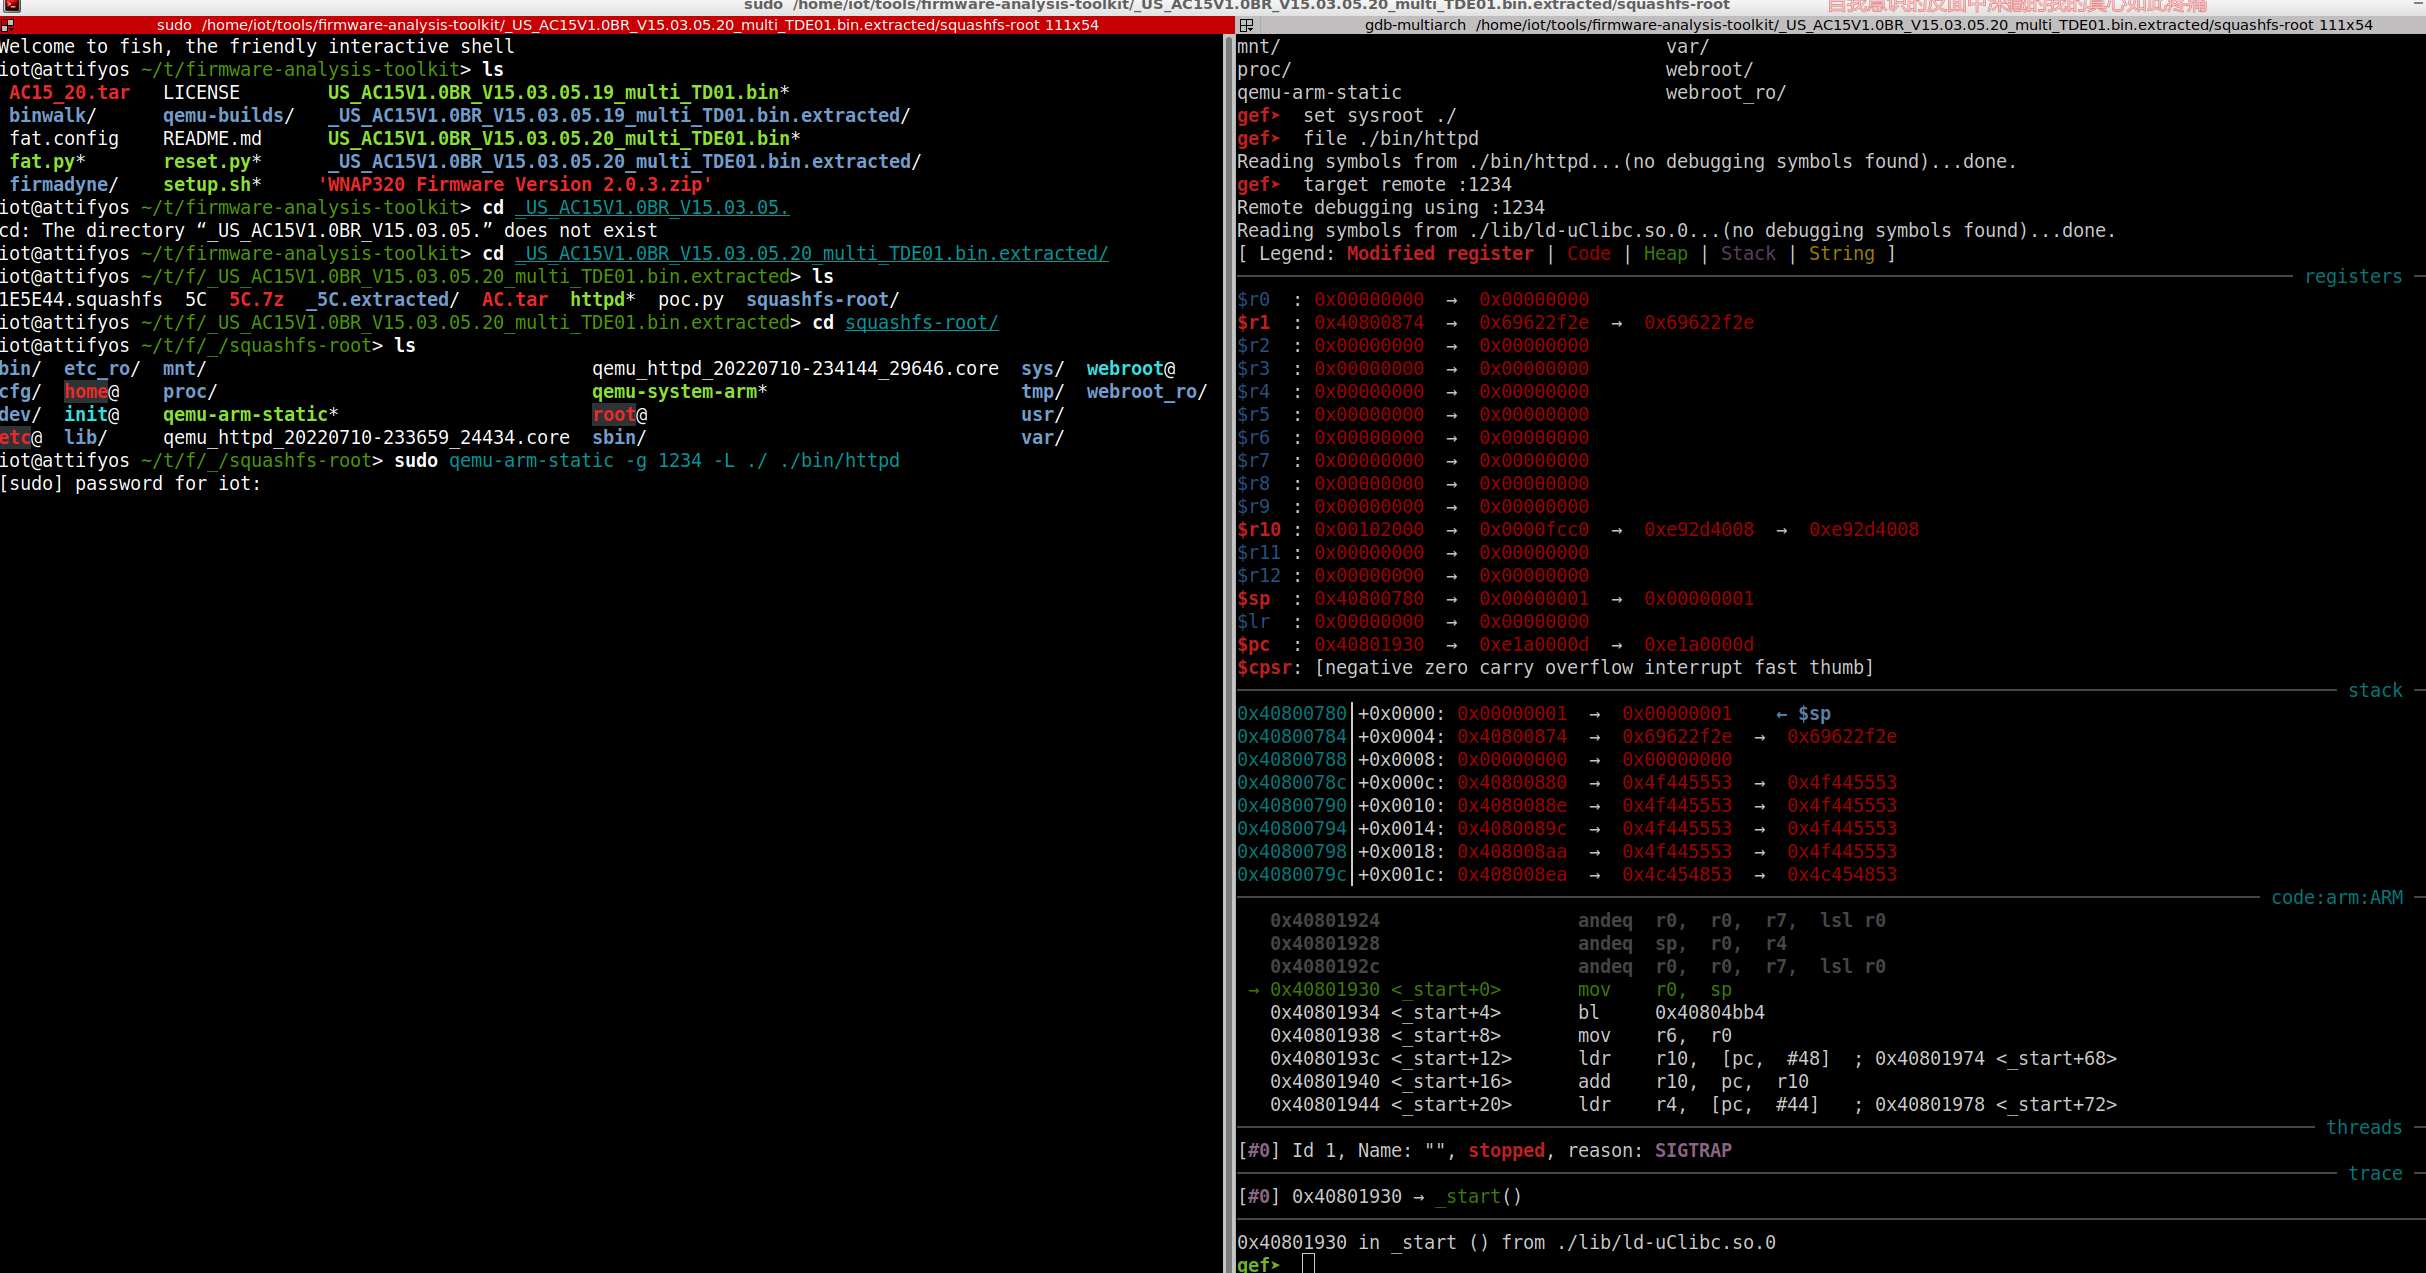 sudo /home/iot/tools/firmware-analysis-toolkit/_US_AC15V1.0BR_V15.03.05.20_multi_TDE01.bin.extracted/squashfs-root
sudo /home/iot/tools/firmware-analysis-toolkit/_US_AC15V1.0BR_V15.03.05.20_multi_TDE01.bin.extracted/squashfs-root 111x54
Welcome to fish, the friendly interactive shell
iot@attifyos ~/t/firmware-analysis-toolkit> ls
AC15_20.tar LICENSE US_AC15V1.0BR_V15.03.05.19_multi_TD01.bin*
binwalk/ qemu-builds/ _US_AC15V1.0BR_V15.03.05.19_multi_TD01.bin.extracted/
fat.config README.md US_AC15V1.0BR_V15.03.05.20_multi_TDE01.bin*
fat.py* reset.py* _US_AC15V1.0BR_V15.03.05.20_multi_TDE01.bin.extracted/
firmadyne/ setup.sh* 'WNAP320 Firmware Version 2.0.3.zip'
iot@attifyos ~/t/firmware-analysis-toolkit> cd _US_AC15V1.0BR_V15.03.05.
cd: The directory “_US_AC15V1.0BR_V15.03.05.” does not exist
iot@attifyos ~/t/firmware-analysis-toolkit> cd _US_AC15V1.0BR_V15.03.05.20_multi_TDE01.bin.extracted/
iot@attifyos ~/t/f/_US_AC15V1.0BR_V15.03.05.20_multi_TDE01.bin.extracted> ls
1E5E44.squashfs 5C 5C.7z _5C.extracted/ AC.tar httpd* poc.py squashfs-root/
iot@attifyos ~/t/f/_US_AC15V1.0BR_V15.03.05.20_multi_TDE01.bin.extracted> cd squashfs-root/
iot@attifyos ~/t/f/_/squashfs-root> ls
bin/ etc_ro/ mnt/ qemu_httpd_20220710-234144_29646.core sys/ webroot@
cfg/ home@ proc/ qemu-system-arm* tmp/ webroot_ro/
dev/ init@ qemu-arm-static* root@ usr/
etc@ lib/ qemu_httpd_20220710-233659_24434.core sbin/ var/
iot@attifyos ~/t/f/_/squashfs-root> sudo qemu-arm-static -g 1234 -L ./ ./bin/httpd
[sudo] password for iot:
gdb-multiarch /home/iot/tools/firmware-analysis-toolkit/_US_AC15V1.0BR_V15.03.05.20_multi_TDE01.bin.extracted/squashfs-root 111x54
mnt/ var/
proc/ webroot/
qemu-arm-static webroot_ro/
gef➤ set sysroot ./
gef➤ file ./bin/httpd
Reading symbols from ./bin/httpd...(no debugging symbols found)...done.
gef➤ target remote :1234
Remote debugging using :1234
Reading symbols from ./lib/ld-uClibc.so.0...(no debugging symbols found)...done.
[ Legend: Modified register | Code | Heap | Stack | String ]
registers
$r0 : 0x00000000 → 0x00000000
$r1 : 0x40800874 → 0x69622f2e → 0x69622f2e
$r2 : 0x00000000 → 0x00000000
$r3 : 0x00000000 → 0x00000000
$r4 : 0x00000000 → 0x00000000
$r5 : 0x00000000 → 0x00000000
$r6 : 0x00000000 → 0x00000000
$r7 : 0x00000000 → 0x00000000
$r8 : 0x00000000 → 0x00000000
$r9 : 0x00000000 → 0x00000000
$r10 : 0x00102000 → 0x0000fcc0 → 0xe92d4008 → 0xe92d4008
$r11 : 0x00000000 → 0x00000000
$r12 : 0x00000000 → 0x00000000
$sp : 0x40800780 → 0x00000001 → 0x00000001
$lr : 0x00000000 → 0x00000000
$pc : 0x40801930 → 0xe1a0000d → 0xe1a0000d
$cpsr: [negative zero carry overflow interrupt fast thumb]
stack
0x40800780│+0x0000: 0x00000001 → 0x00000001 ← $sp
0x40800784│+0x0004: 0x40800874 → 0x69622f2e → 0x69622f2e
0x40800788│+0x0008: 0x00000000 → 0x00000000
0x4080078c│+0x000c: 0x40800880 → 0x4f445553 → 0x4f445553
0x40800790│+0x0010: 0x4080088e → 0x4f445553 → 0x4f445553
0x40800794│+0x0014: 0x4080089c → 0x4f445553 → 0x4f445553
0x40800798│+0x0018: 0x408008aa → 0x4f445553 → 0x4f445553
0x4080079c│+0x001c: 0x408008ea → 0x4c454853 → 0x4c454853
code:arm:ARM
0x40801924 andeq r0, r0, r7, lsl r0
0x40801928 andeq sp, r0, r4
0x4080192c andeq r0, r0, r7, lsl r0
→ 0x40801930 <_start+0> mov r0, sp
0x40801934 <_start+4> bl 0x40804bb4
0x40801938 <_start+8> mov r6, r0
0x4080193c <_start+12> ldr r10, [pc, #48] ; 0x40801974 <_start+68>
0x40801940 <_start+16> add r10, pc, r10
0x40801944 <_start+20> ldr r4, [pc, #44] ; 0x40801978 <_start+72>
threads
[#0] Id 1, Name: "", stopped, reason: SIGTRAP
trace
[#0] 0x40801930 → _start()
0x40801930 in _start () from ./lib/ld-uClibc.so.0
gef➤